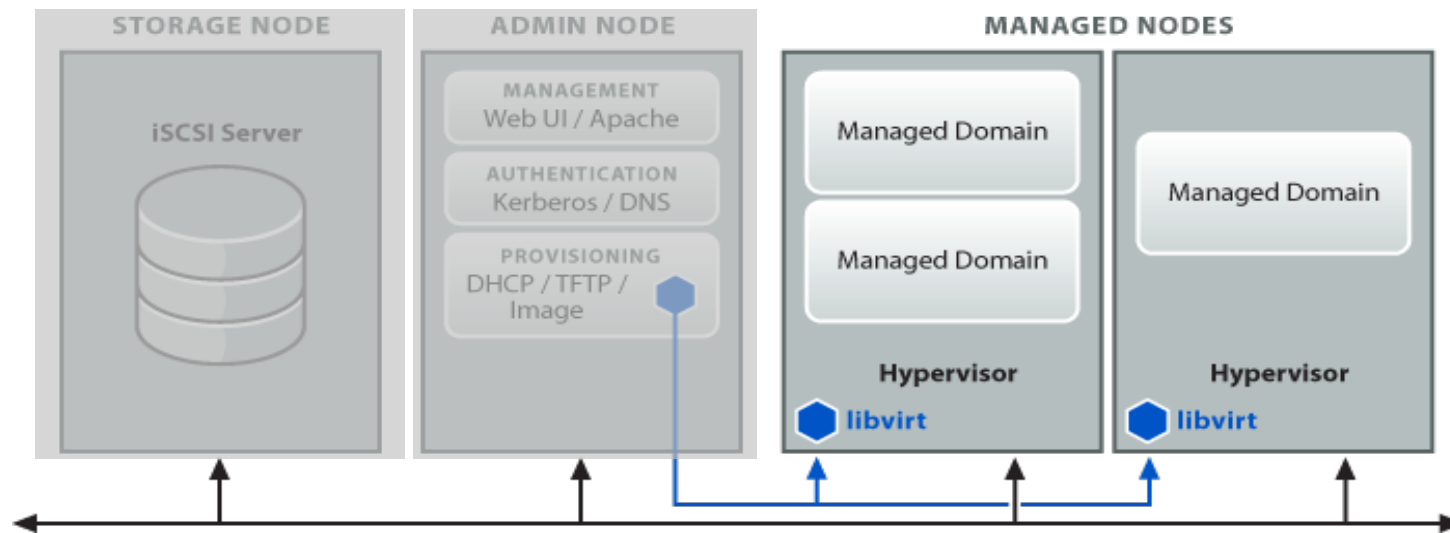 STORAGE NODE
iSCSI Server
ADMIN NODE
MANAGEMENT
Web UI / Apache
AUTHENTICATION
Kerberos / DNS
PROVISIONING
DHCP / TFTP /
Image
MANAGED NODES
Managed Domain
Managed Domain
Hypervisor
libvirt
Managed Domain
Hypervisor
libvirt